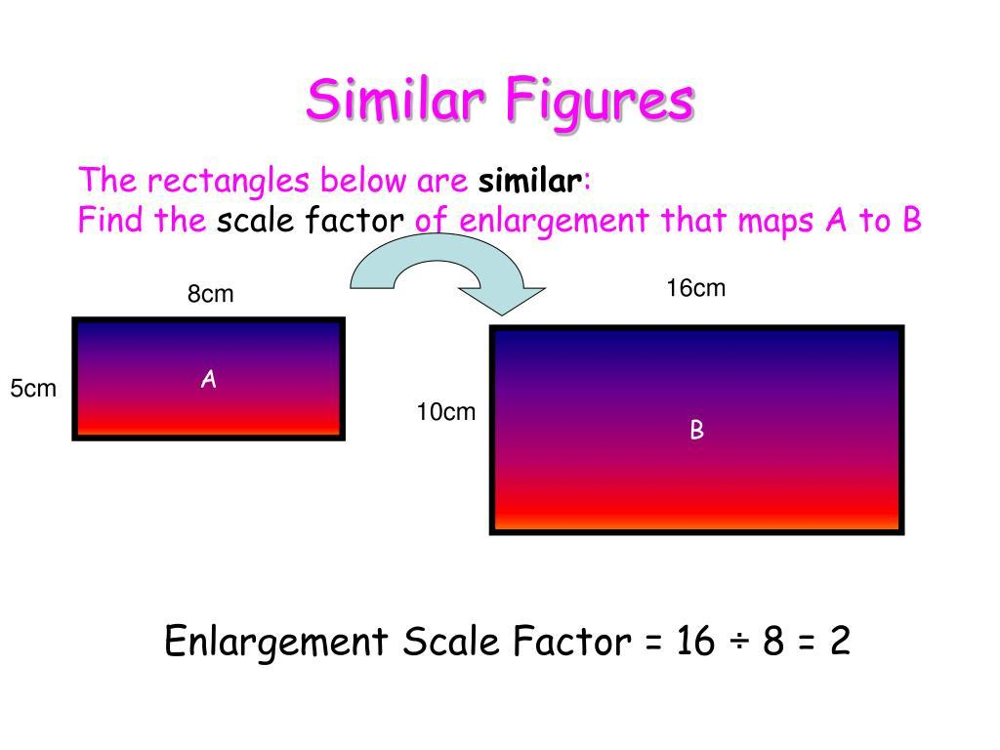 Similar Figures
The rectangles below are similar:
Find the scale factor of enlargement that maps A to B
8cm
16cm
5cm
A
10cm
B
Enlargement Scale Factor = 16 ÷ 8 = 2